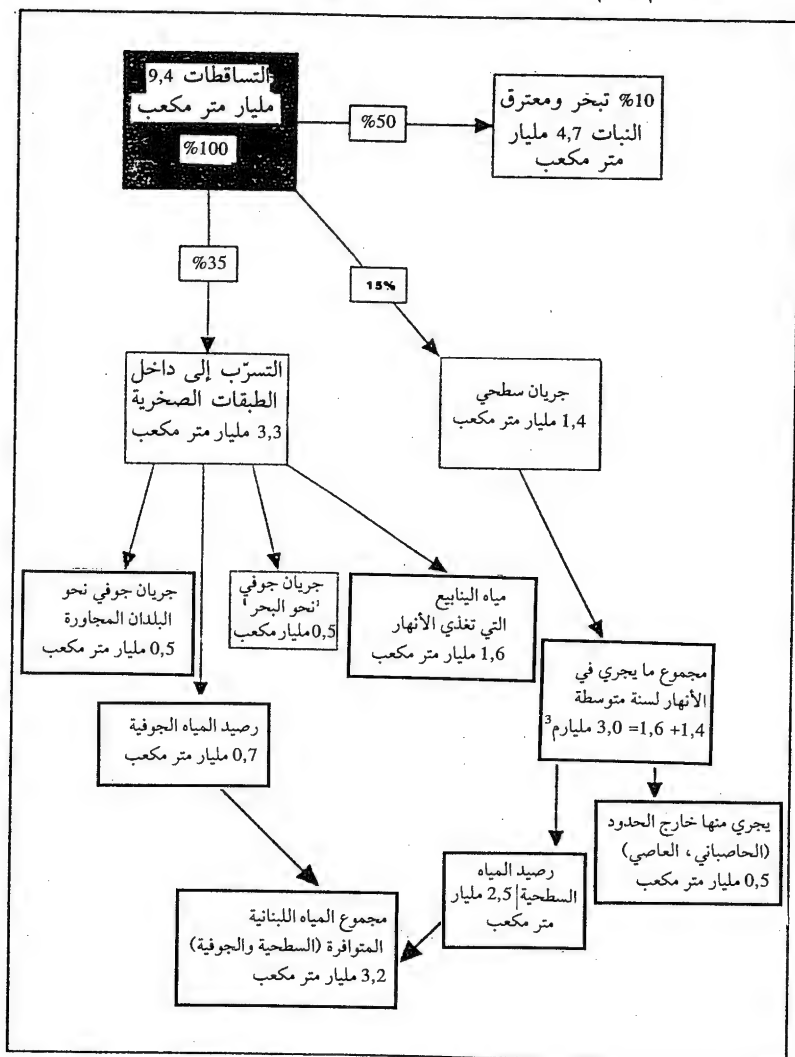 التساقطات 9,4
مليار متر مكعب
%100
%50
%10 تبخر ومعترق
النبات 4,7 مليار
متر مكعب
%35
15%
التسرّب إلى داخل
الطبقات الصخرية
3,3 مليار متر مكعب
جريان سطحي
1,4 مليار متر مكعب
جريان جوفي نحو
البلدان المجاورة
0,5 مليار متر مكعب
جريان جوفي
نحو البحر
0,5 مليار مكعب
مياه الينابيع
التي تغذي الأنهار
1,6 مليار متر مكعب
مجموع ما يجري في
الأنهار لسنة متوسطة
1,4 + 1,6 = 3,0 مليارم³
رصيد المياه الجوفية
0,7 مليار متر مكعب
يجري منها خارج الحدود
(الحاصباني، العاصي)
0,5 مليار متر مكعب
رصيد المياه
السطحية 2,5 مليار
متر مكعب
مجموع المياه اللبنانية
المتوافرة (السطحية والجوفية)
3,2 مليار متر مكعب